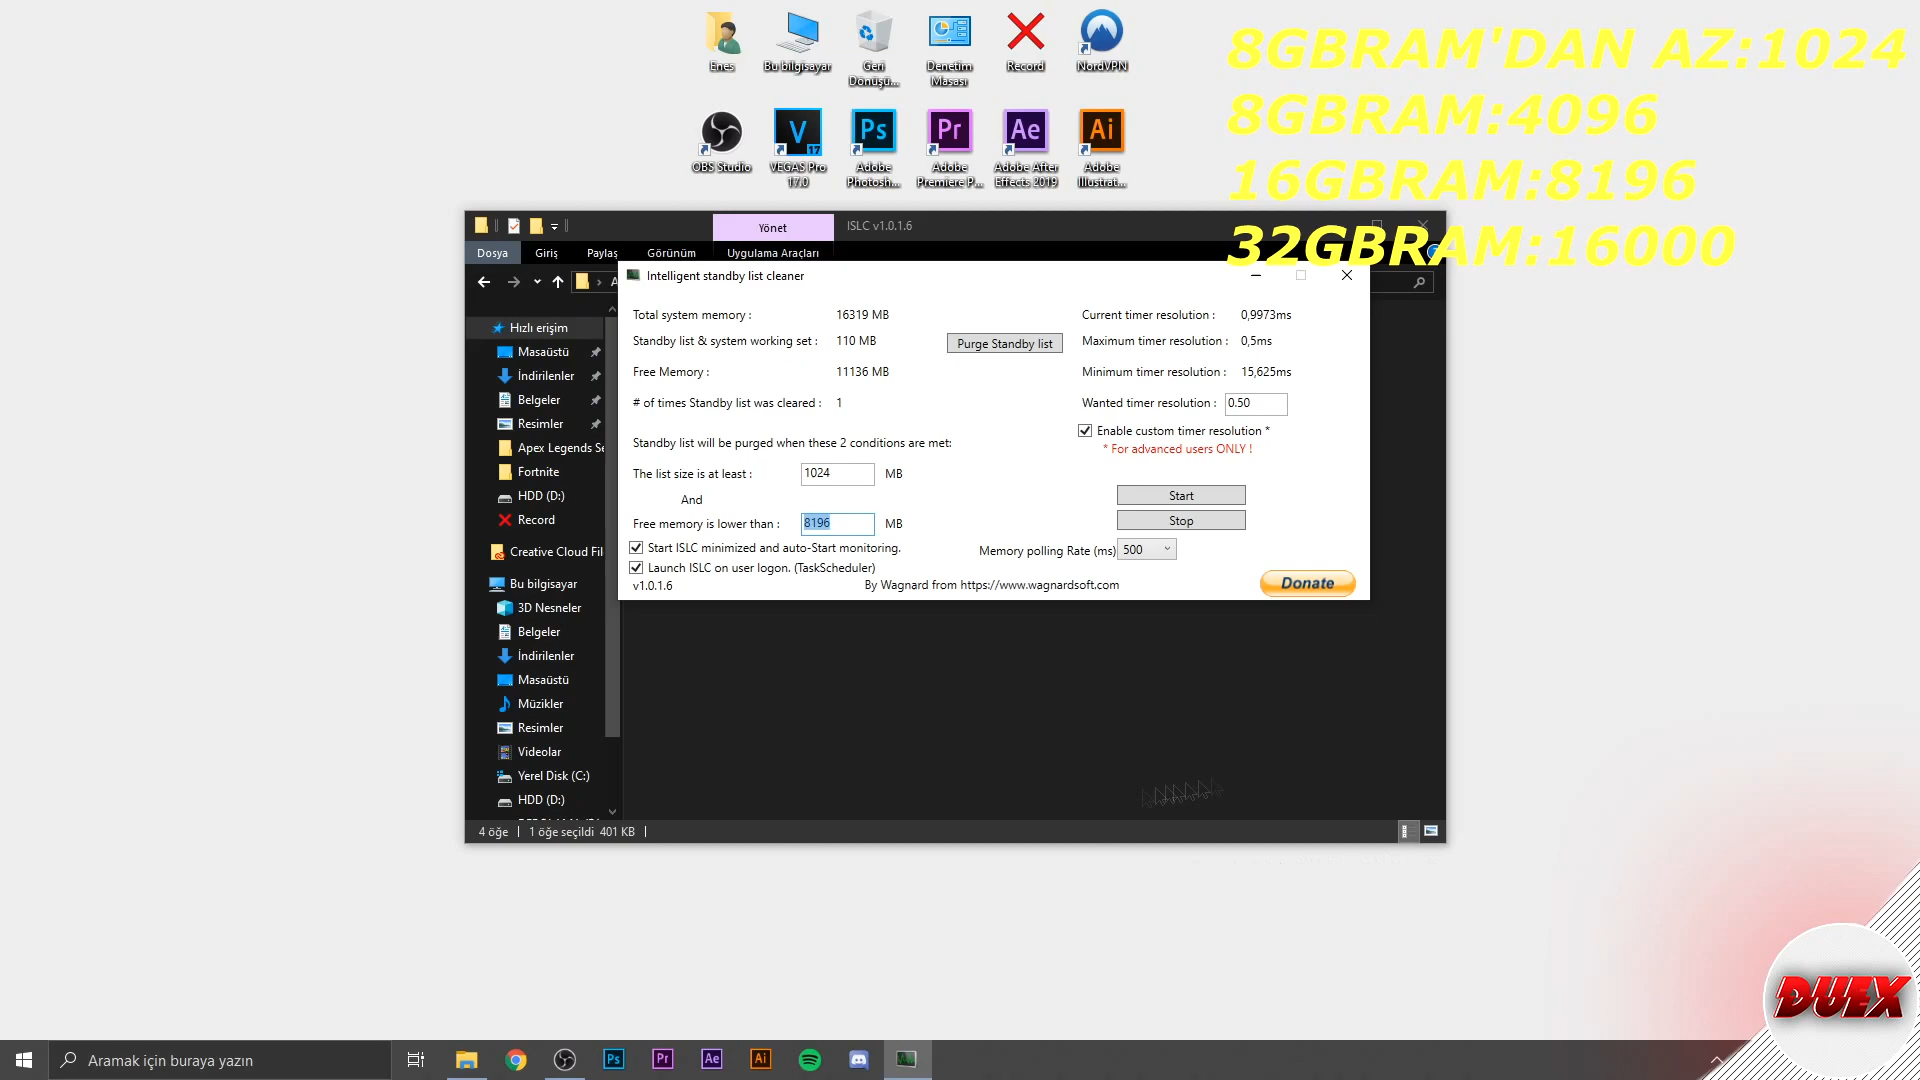 Enes
Bu bilgisayar
Geri
Dönüşü...
Denetim
Masası
Record
NordVPN
8GBRAM'DAN AZ:1024
8GBRAM:4096
16GBRAM:8196
32GBRAM:16000
OBS Studio
V
17
VEGAS Pro
17.0
Ps
Adobe
Photosh...
Pr
Adobe
Premiere P...
Ae
Adobe After
Effects 2019
Ai
Adobe
Illustrat...
Yönet
ISLC v1.0.1.6
Dosya
Giriş
Paylaş
Görünüm
Uygulama Araçları
Hızlı erişim
Masaüstü
İndirilenler
Belgeler
Resimler
Apex Legends Se
Fortnite
HDD (D:)
Record
Creative Cloud Fil
Bu bilgisayar
3D Nesneler
Belgeler
İndirilenler
Masaüstü
Müzikler
Resimler
Videolar
Yerel Disk (C:)
HDD (D:)
4 öğe
1 öğe seçildi 401 KB
Intelligent standby list cleaner
Total system memory : 16319 MB
Standby list & system working set : 110 MB
Purge Standby list
Free Memory : 11136 MB
# of times Standby list was cleared : 1
Standby list will be purged when these 2 conditions are met:
The list size is at least : 1024 MB
And
Free memory is lower than : 8196 MB
Start ISLC minimized and auto-Start monitoring.
Launch ISLC on user logon. (TaskScheduler)
v1.0.1.6
By Wagnard from https://www.wagnardsoft.com
Current timer resolution : 0,9973ms
Maximum timer resolution : 0,5ms
Minimum timer resolution : 15,625ms
Wanted timer resolution : 0.50
Enable custom timer resolution *
* For advanced users ONLY !
Start
Stop
Memory polling Rate (ms) 500
Donate
DUEX
Aramak için buraya yazın
Ps
Pr
Ae
Ai